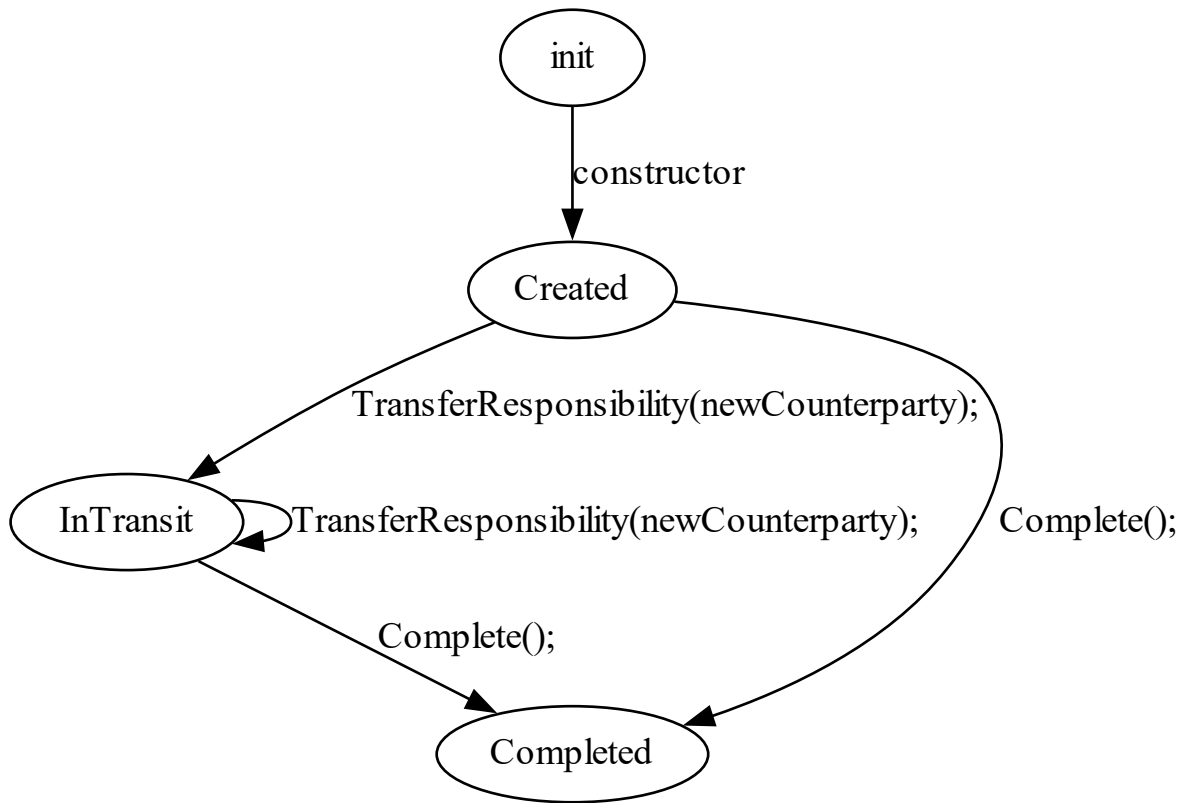 init
constructor
Created
TransferResponsibility(newCounterparty);
InTransit
TransferResponsibility(newCounterparty);
Complete();
Complete();
Completed